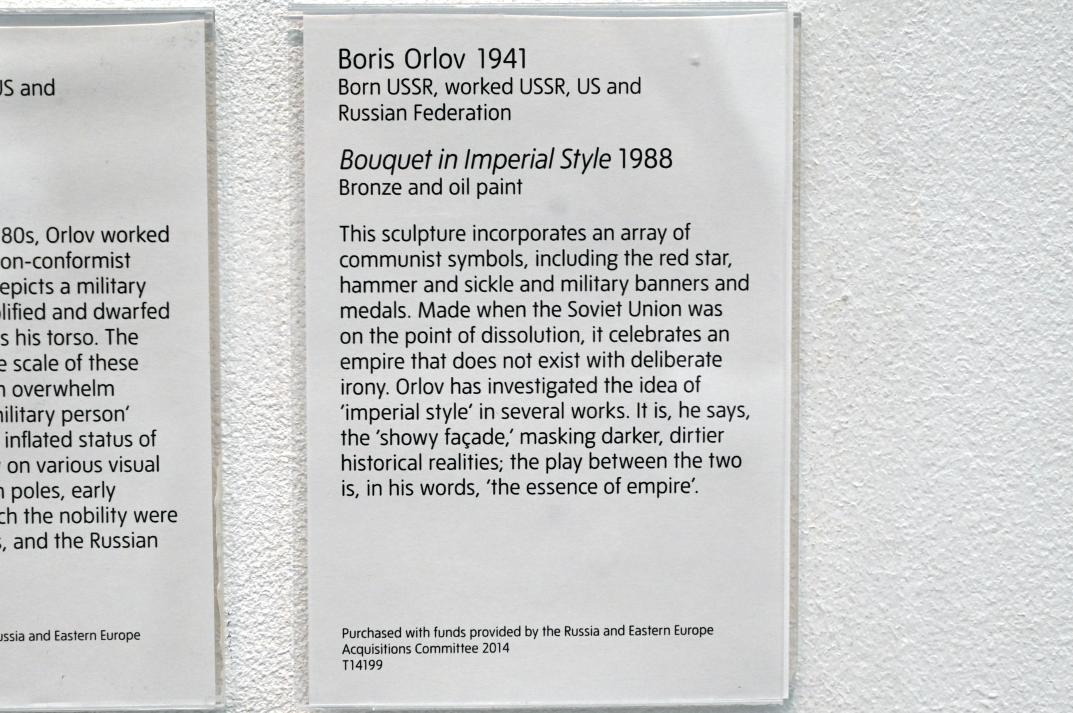 US and
80s, Orlov worked
on-conformist
epicts a military
plified and dwarfed
s his torso. The
e scale of these
overwhelm
military person’
inflated status of
on various visual
poles, early
ch the nobility were
, and the Russian
ussia and Eastern Europe
Boris Orlov 1941
Born USSR, worked USSR, US and
Russian Federation
Bouquet in Imperial Style 1988
Bronze and oil paint
This sculpture incorporates an array of
communist symbols, including the red star,
hammer and sickle and military banners and
medals. Made when the Soviet Union was
on the point of dissolution, it celebrates an
empire that does not exist with deliberate
irony. Orlov has investigated the idea of
‘imperial style’ in several works. It is, he says,
the ‘showy façade,’ masking darker, dirtier
historical realities; the play between the two
is, in his words, ‘the essence of empire’.
Purchased with funds provided by the Russia and Eastern Europe
Acquisitions Committee 2014
T14199